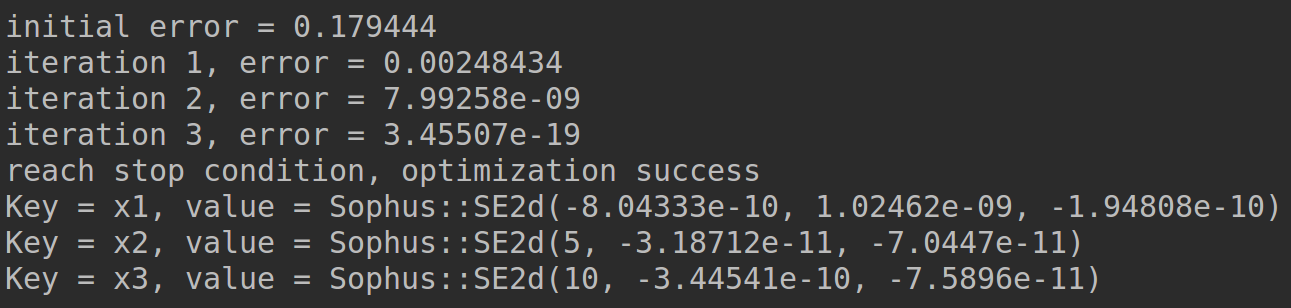 initial error = 0.179444
iteration 1, error = 0.00248434
iteration 2, error = 7.99258e-09
iteration 3, error = 3.45507e-19
reach stop condition, optimization success
Key = x1, value = Sophus::SE2d(-8.04333e-10, 1.02462e-09, -1.94808e-10)
Key = x2, value = Sophus::SE2d(5, -3.18712e-11, -7.0447e-11)
Key = x3, value = Sophus::SE2d(10, -3.44541e-10, -7.5896e-11)